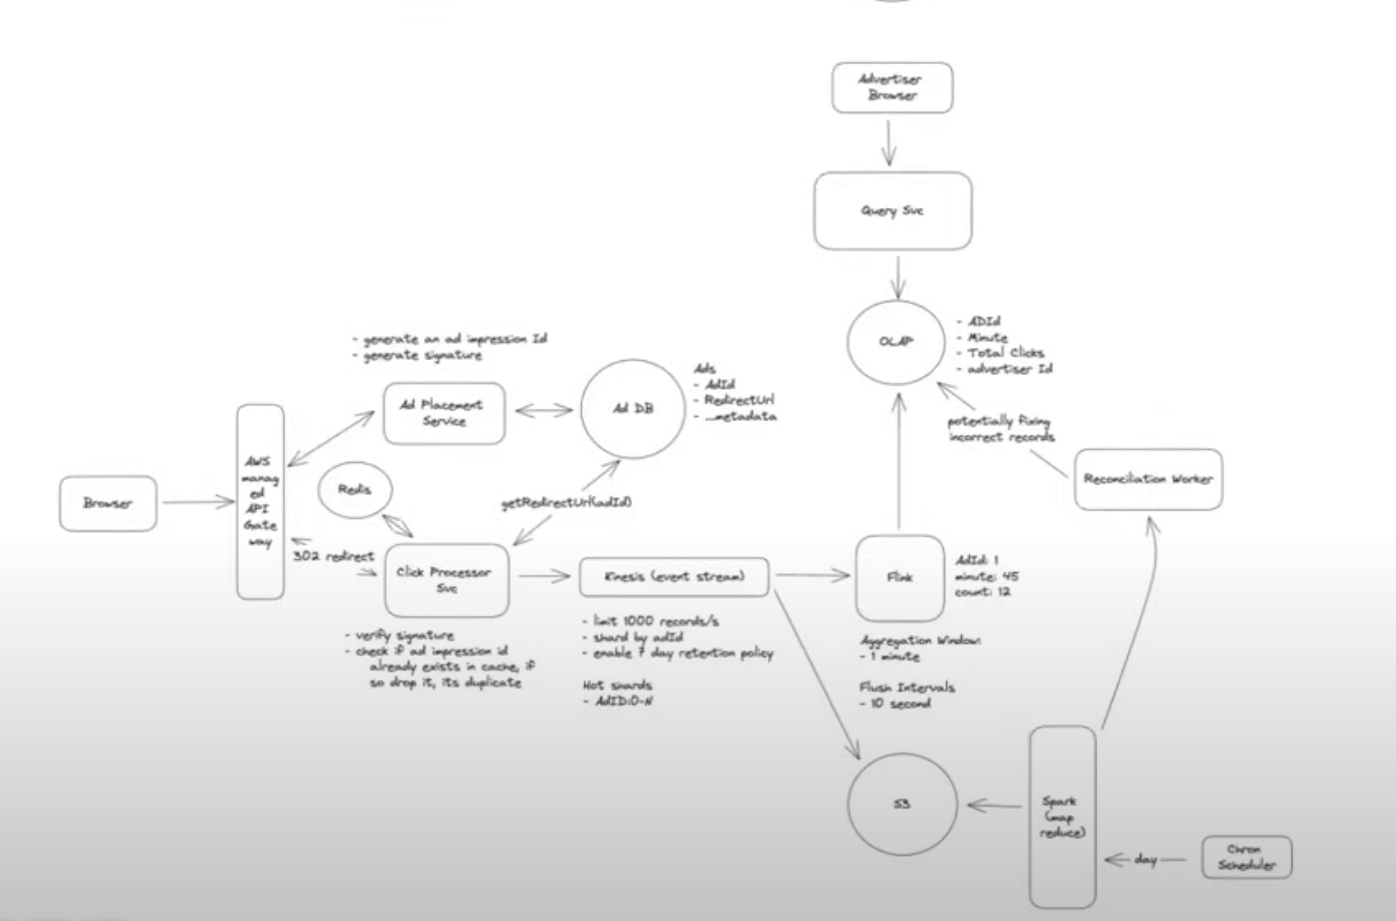 Advertiser
Browser
Query Svc
OLAP
- ADId
- Minute
- Total Clicks
- advertiser Id
- generate an ad impression Id
- generate signature
Ad Placement
Service
Ad DB
Ads
- AdId
- RedirectUrl
- ...metadata
potentially fixing
incorrect records
Reconciliation Worker
Browser
AWS
manag
ed
API
Gate
way
Redis
getRedirectUrl(adId)
302 redirect
Click Processor
Svc
Kinesis (event stream)
Flink
AdId: 1
minute: 45
count: 12
- verify signature
- check if ad impression id
already exists in cache, if
so drop it, its duplicate
- limit 1000 records/s
- shard by adId
- enable 7 day retention policy
Hot shards
- AdID:0-N
Aggregation Window:
- 1 minute
Flush Intervals
- 10 second
S3
Spark
(map
reduce)
day
Chron
Scheduler